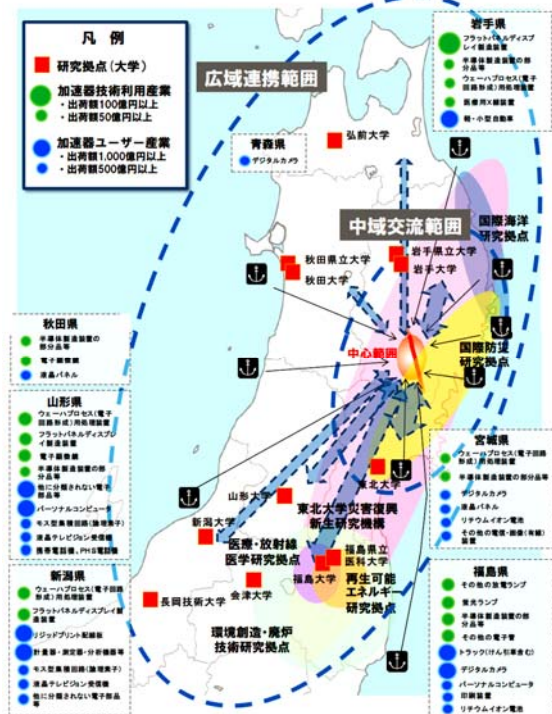 凡 例
研究拠点(大学)
加速器技術利用産業
・出荷額100億円以上
・出荷額50億円以上
加速器ユーザー産業
・出荷額1,000億円以上
・出荷額500億円以上
広域連携範囲
中域交流範囲
中心範囲
青森県
デジタルカメラ
弘前大学
秋田県立大学
秋田大学
岩手県立大学
岩手大学
国際海洋
研究拠点
国際防災
研究拠点
東北大学
山形大学
東北大学災害復興
新生研究機構
新潟大学
医療・放射線
医学研究拠点
福島県立
医科大学
福島大学
再生可能
エネルギー
研究拠点
会津大学
長岡技術大学
環境創造・廃炉
技術研究拠点
岩手県
フラットパネルディスプ
レイ製造装置
半導体製造装置の部
分品等
ウェーハプロセス(電子
回路形成)用処理装置
医療用X線装置
軽・小型自動車
秋田県
半導体製造装置の
部分品等
電子顕微鏡
液晶パネル
山形県
ウェーハプロセス(電子
回路形成)用処理装置
フラットパネルディスプレ
イ製造装置
電子顕微鏡
半導体製造装置の部
分品等
他に分類されない電子
部品等
パーソナルコンピュータ
モス型集積回路(論理素子)
液晶テレビジョン受信機
携帯電話機、PHS電話機
新潟県
ウェーハプロセス(電子回路
形成)用処理装置
フラットパネルディスプレイ製
造装置
リジッドプリント配線板
計量器・測定器・分析機器等
モス型集積回路(論理素子)
液晶テレビジョン受信機
他に分類されない電子部品
等
宮城県
ウェーハプロセス(電子回路
形成)用処理装置
半導体製造装置の部分品等
デジタルカメラ
液晶パネル
リチウムイオン電池
その他の電信・画像(有線)
装置
福島県
その他の放電ランプ
蛍光ランプ
半導体製造装置の部
分品等
その他の電子管
トラック(けん引車含む)
デジタルカメラ
パーソナルコンピュータ
印刷装置
リチウムイオン電池